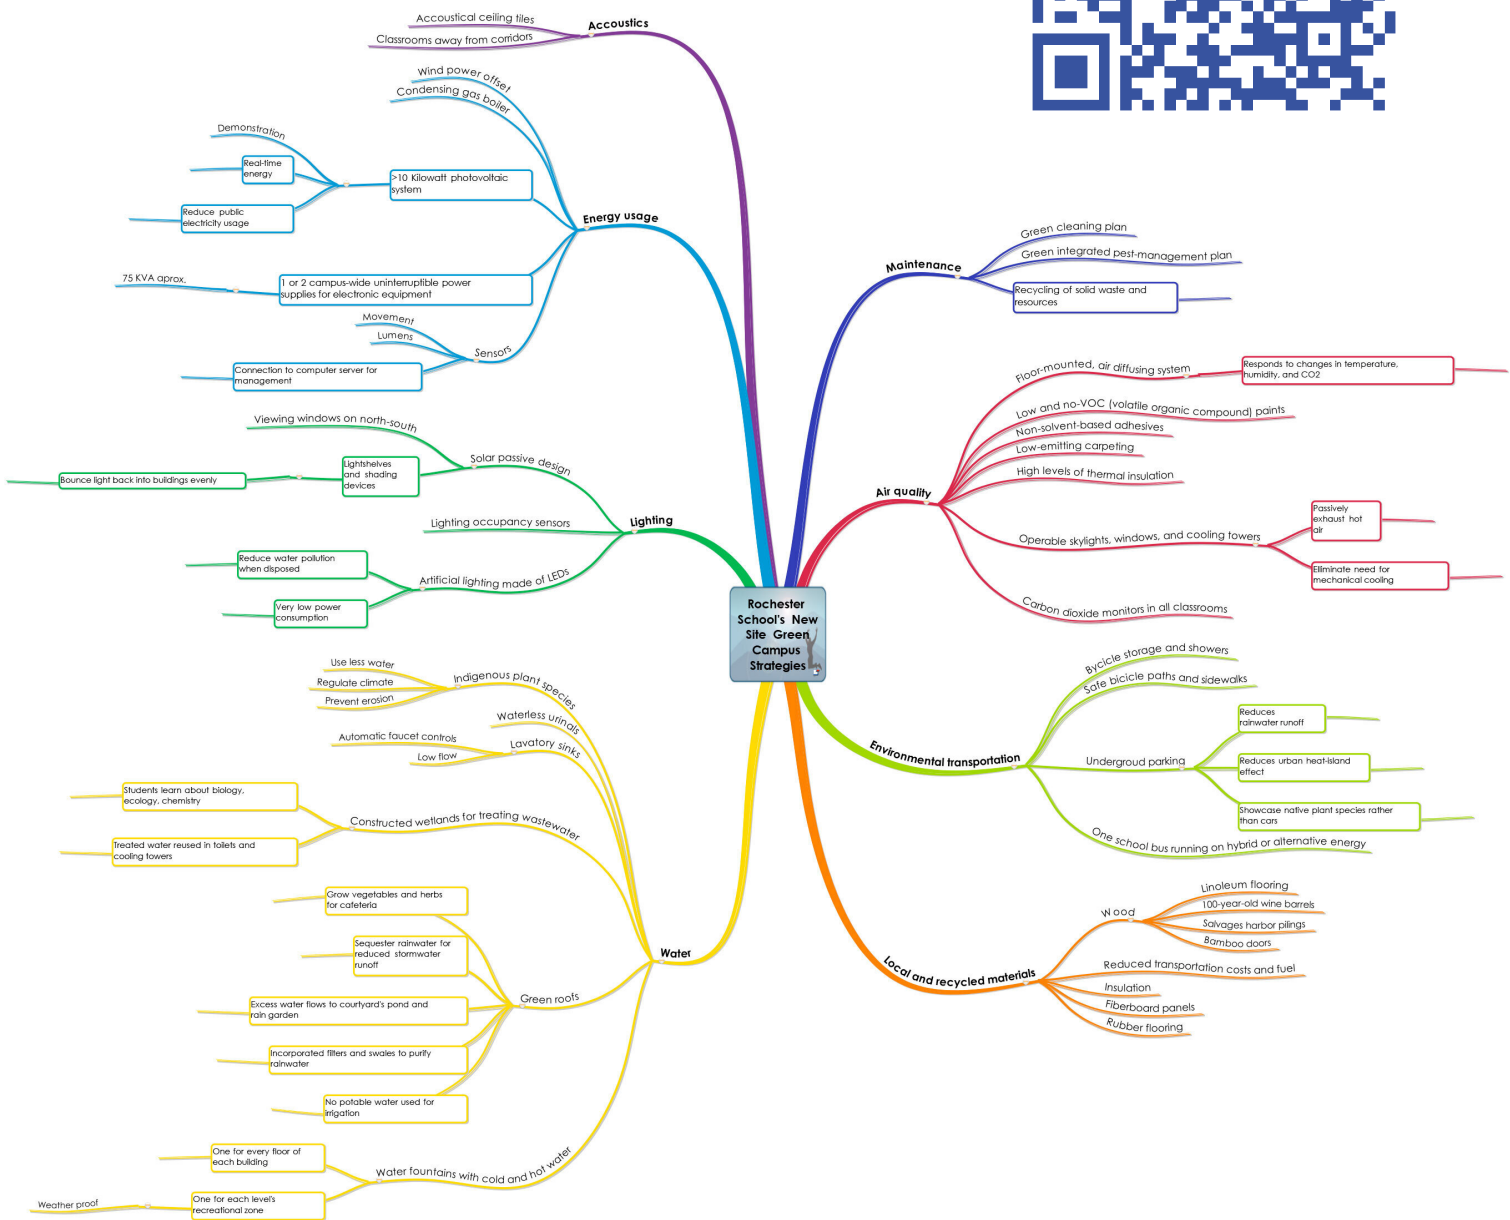 Accoustics
Accoustical ceiling tiles
Classrooms away from corridors
Energy usage
Wind power offset
Condensing gas boiler
>10 Kilowatt photovoltaic
system
Demonstration
Real-time
energy
Reduce public
electricity usage
1 or 2 campus-wide uninterruptible power
supplies for electronic equipment
75 KVA aprox.
Sensors
Movement
Lumens
Connection to computer server for
management
Lighting
Solar passive design
Viewing windows on north-south
Lightshelves
and shading
devices
Bounce light back into buildings evenly
Lighting occupancy sensors
Artificial lighting made of LEDs
Reduce water pollution
when disposed
Very low power
consumption
Rochester
School's New
Site Green
Campus
Strategies
Water
Indigenous plant species
Use less water
Regulate climate
Prevent erosion
Waterless urinals
Lavatory sinks
Automatic faucet controls
Low flow
Constructed wetlands for treating wastewater
Students learn about biology,
ecology, chemistry
Treated water reused in toilets and
cooling towers
Green roofs
Grow vegetables and herbs
for cafeteria
Sequester rainwater for
reduced stormwater
runoff
Excess water flows to courtyard's pond and
rain garden
Incorporated filters and swales to purify
rainwater
No potable water used for
irrigation
Water fountains with cold and hot water
One for every floor of
each building
One for each level's
recreational zone
Weather proof
Maintenance
Green cleaning plan
Green integrated pest-management plan
Recycling of solid waste and
resources
Air quality
Floor-mounted, air diffusing system
Responds to changes in temperature,
humidity, and CO2
Low and no-VOC (volatile organic compound) paints
Non-solvent-based adhesives
Low-emitting carpeting
High levels of thermal insulation
Operable skylights, windows, and cooling towers
Passively
exhaust hot
air
Elliminate need for
mechanical cooling
Carbon dioxide monitors in all classrooms
Environmental transportation
Bycicle storage and showers
Safe bicicle paths and sidewalks
Undergroud parking
Reduces
rainwater runoff
Reduces urban heat-island
effect
Showcase native plant species rather
than cars
One school bus running on hybrid or alternative energy
Local and recycled materials
Wood
Linoleum flooring
100-year-old wine barrels
Salvages harbor pilings
Bamboo doors
Reduced transportation costs and fuel
Insulation
Fiberboard panels
Rubber flooring